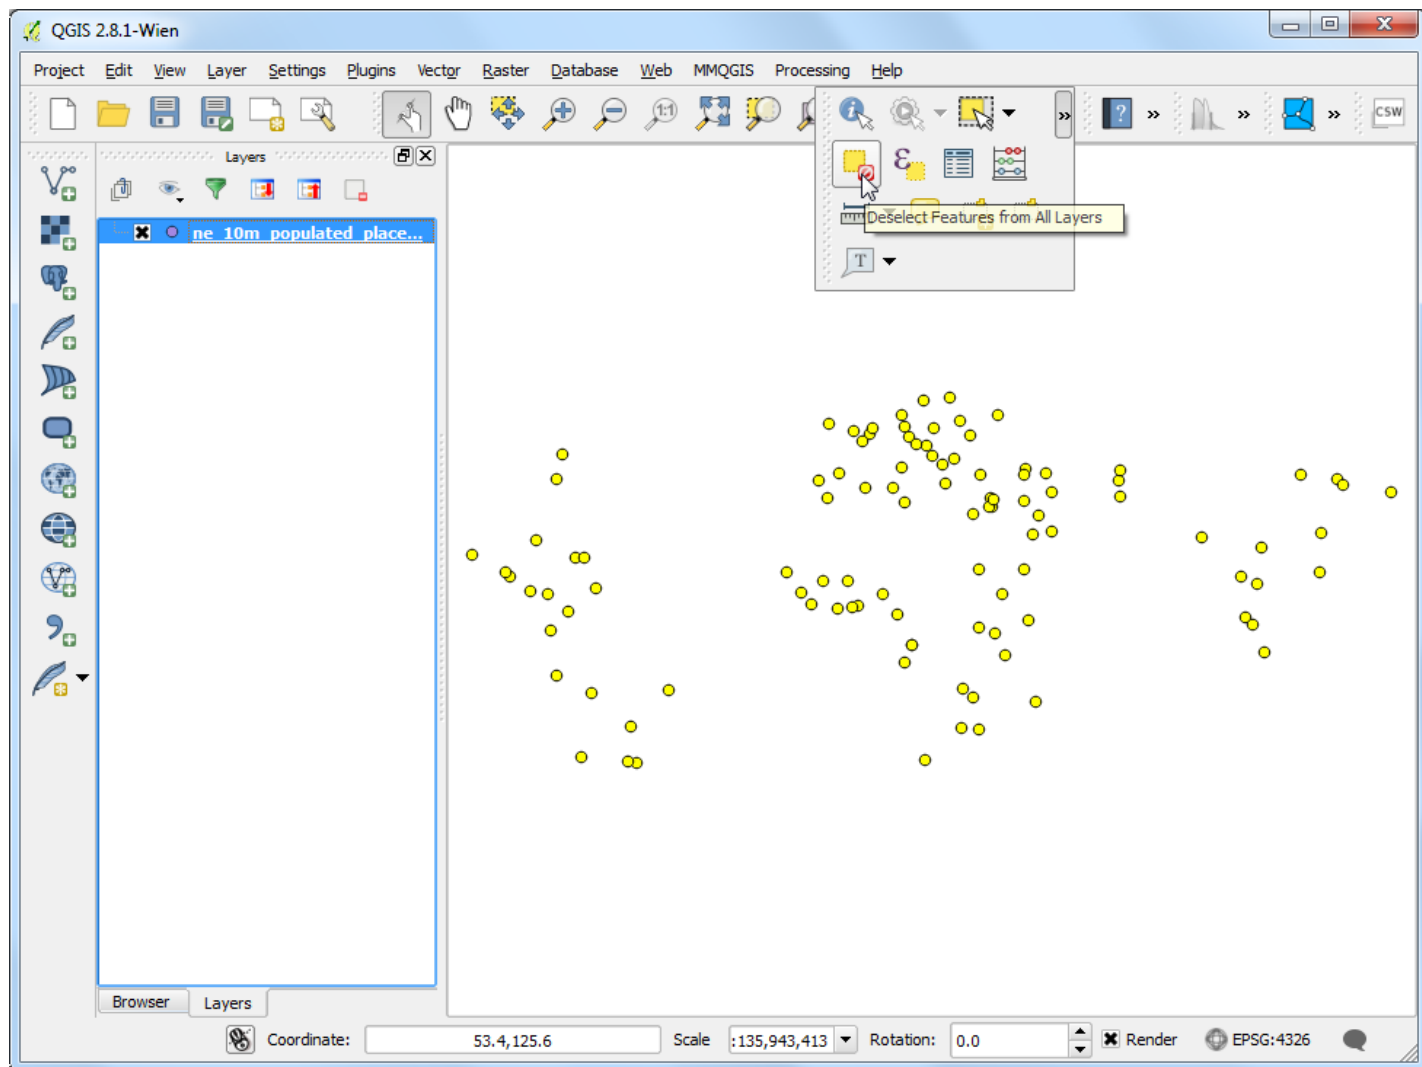 QGIS 2.8.1-Wien
Project Edit View Layer Settings Plugins Vector Raster Database Web MMQGIS Processing Help
1:1
CSW
Layers
ne_10m_populated_place...
Deselect Features from All Layers
T
Browser Layers
Coordinate: 53.4,125.6 Scale :135,943,413 Rotation: 0.0 Render EPSG:4326